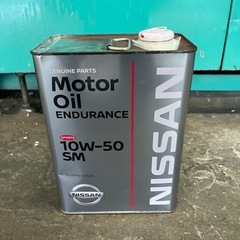 GENUINE PARTS
Motor
Oil
ENDURANCE
SPORTS
10W-50
SM
NISSAN
NISSAN